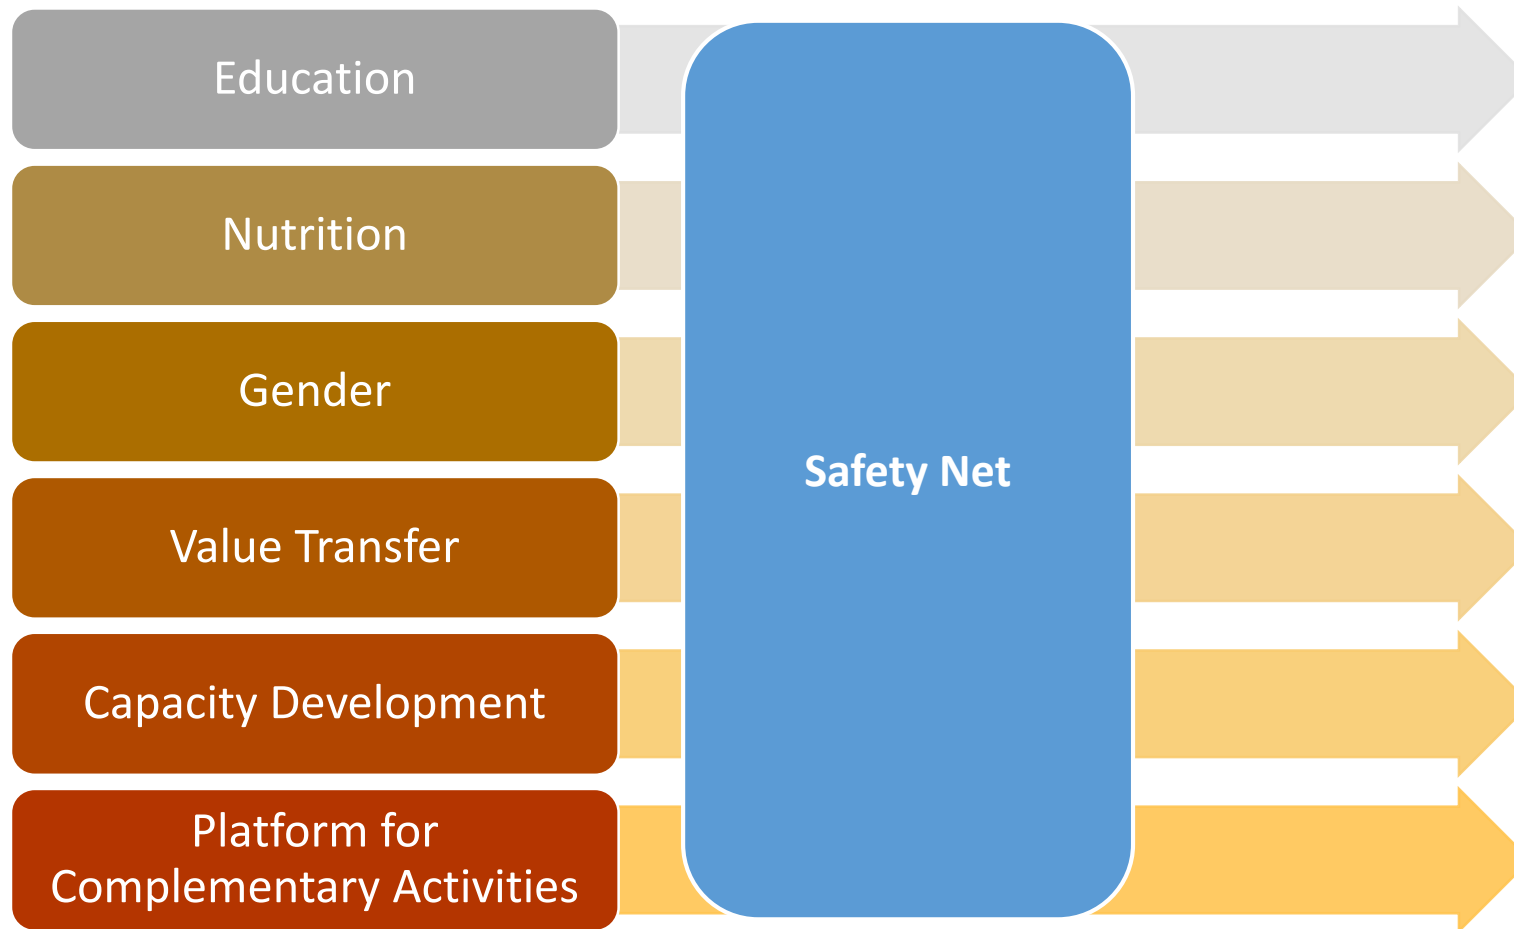 Education
Nutrition
Gender
Safety Net
Value Transfer
Capacity Development
Platform for
Complementary Activities